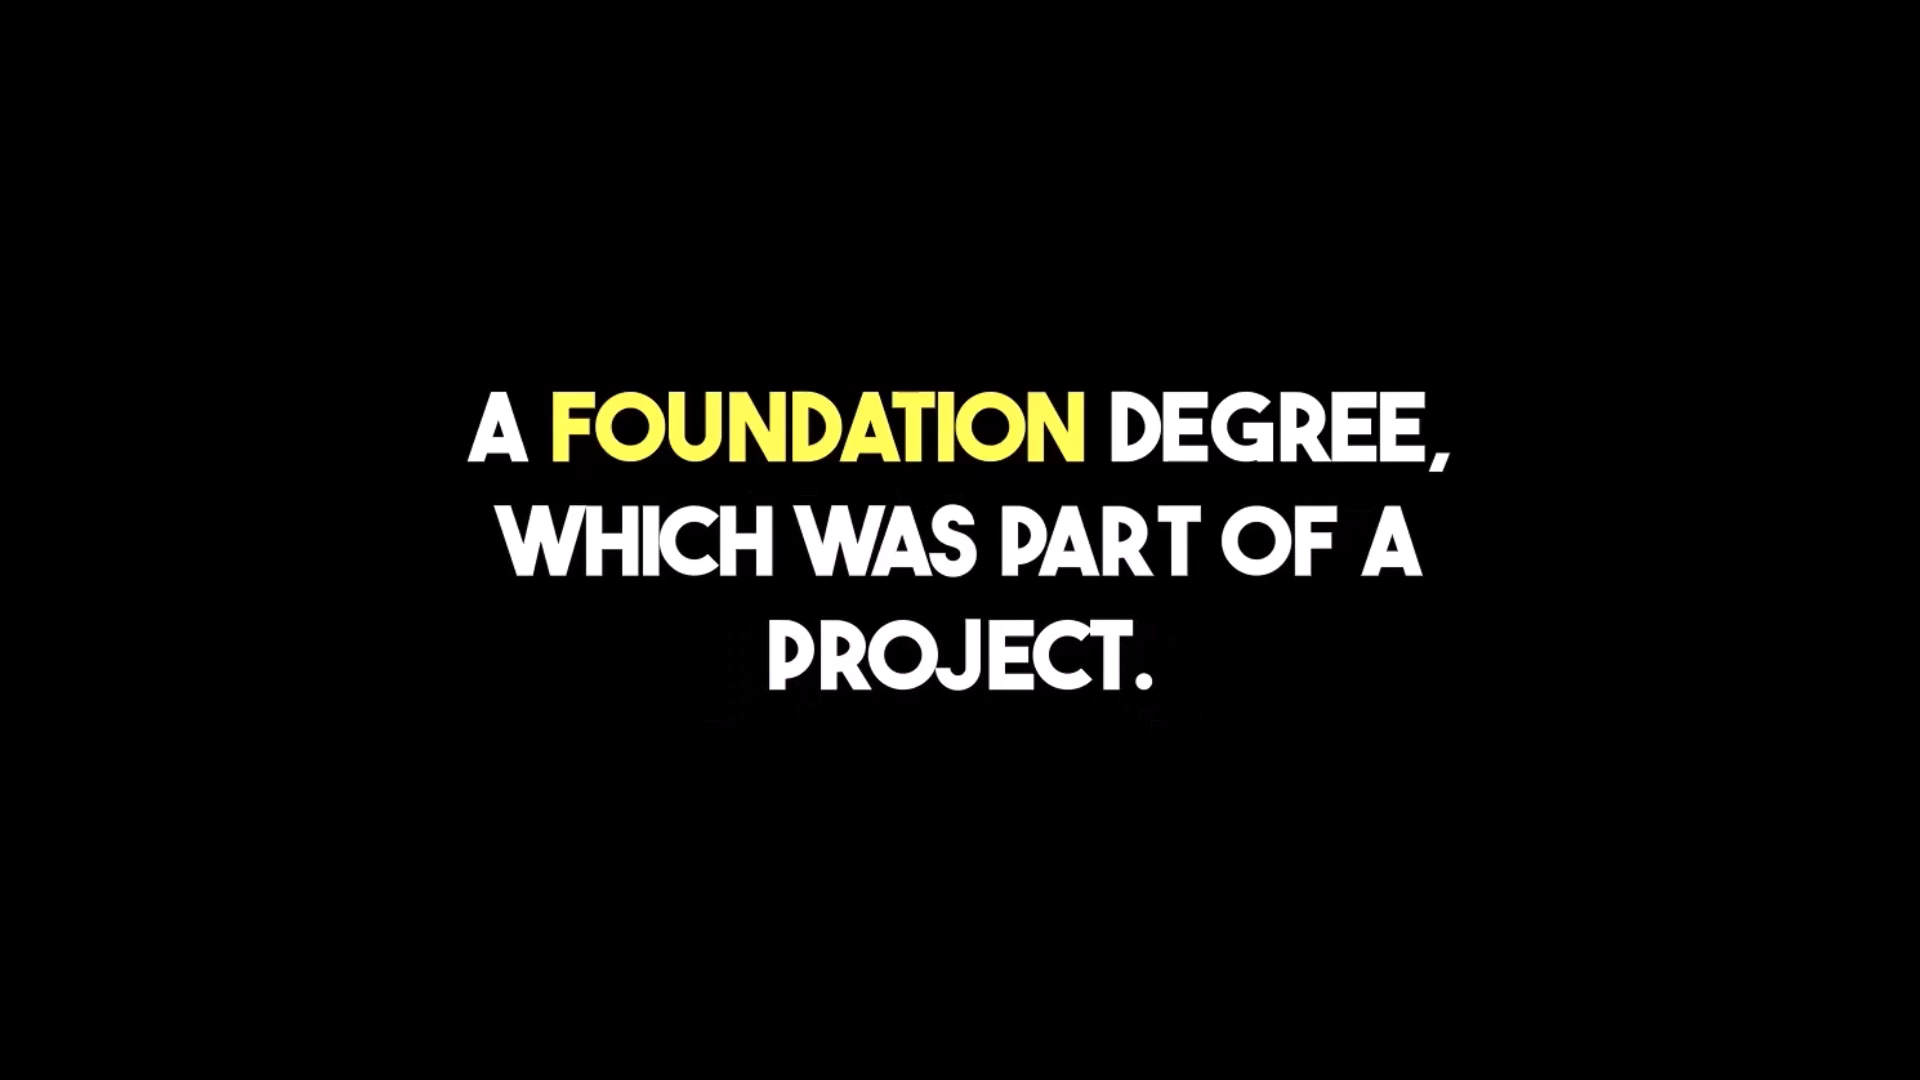 A FOUNDATION DEGREE,
WHICH WAS PART OF A
PROJECT.